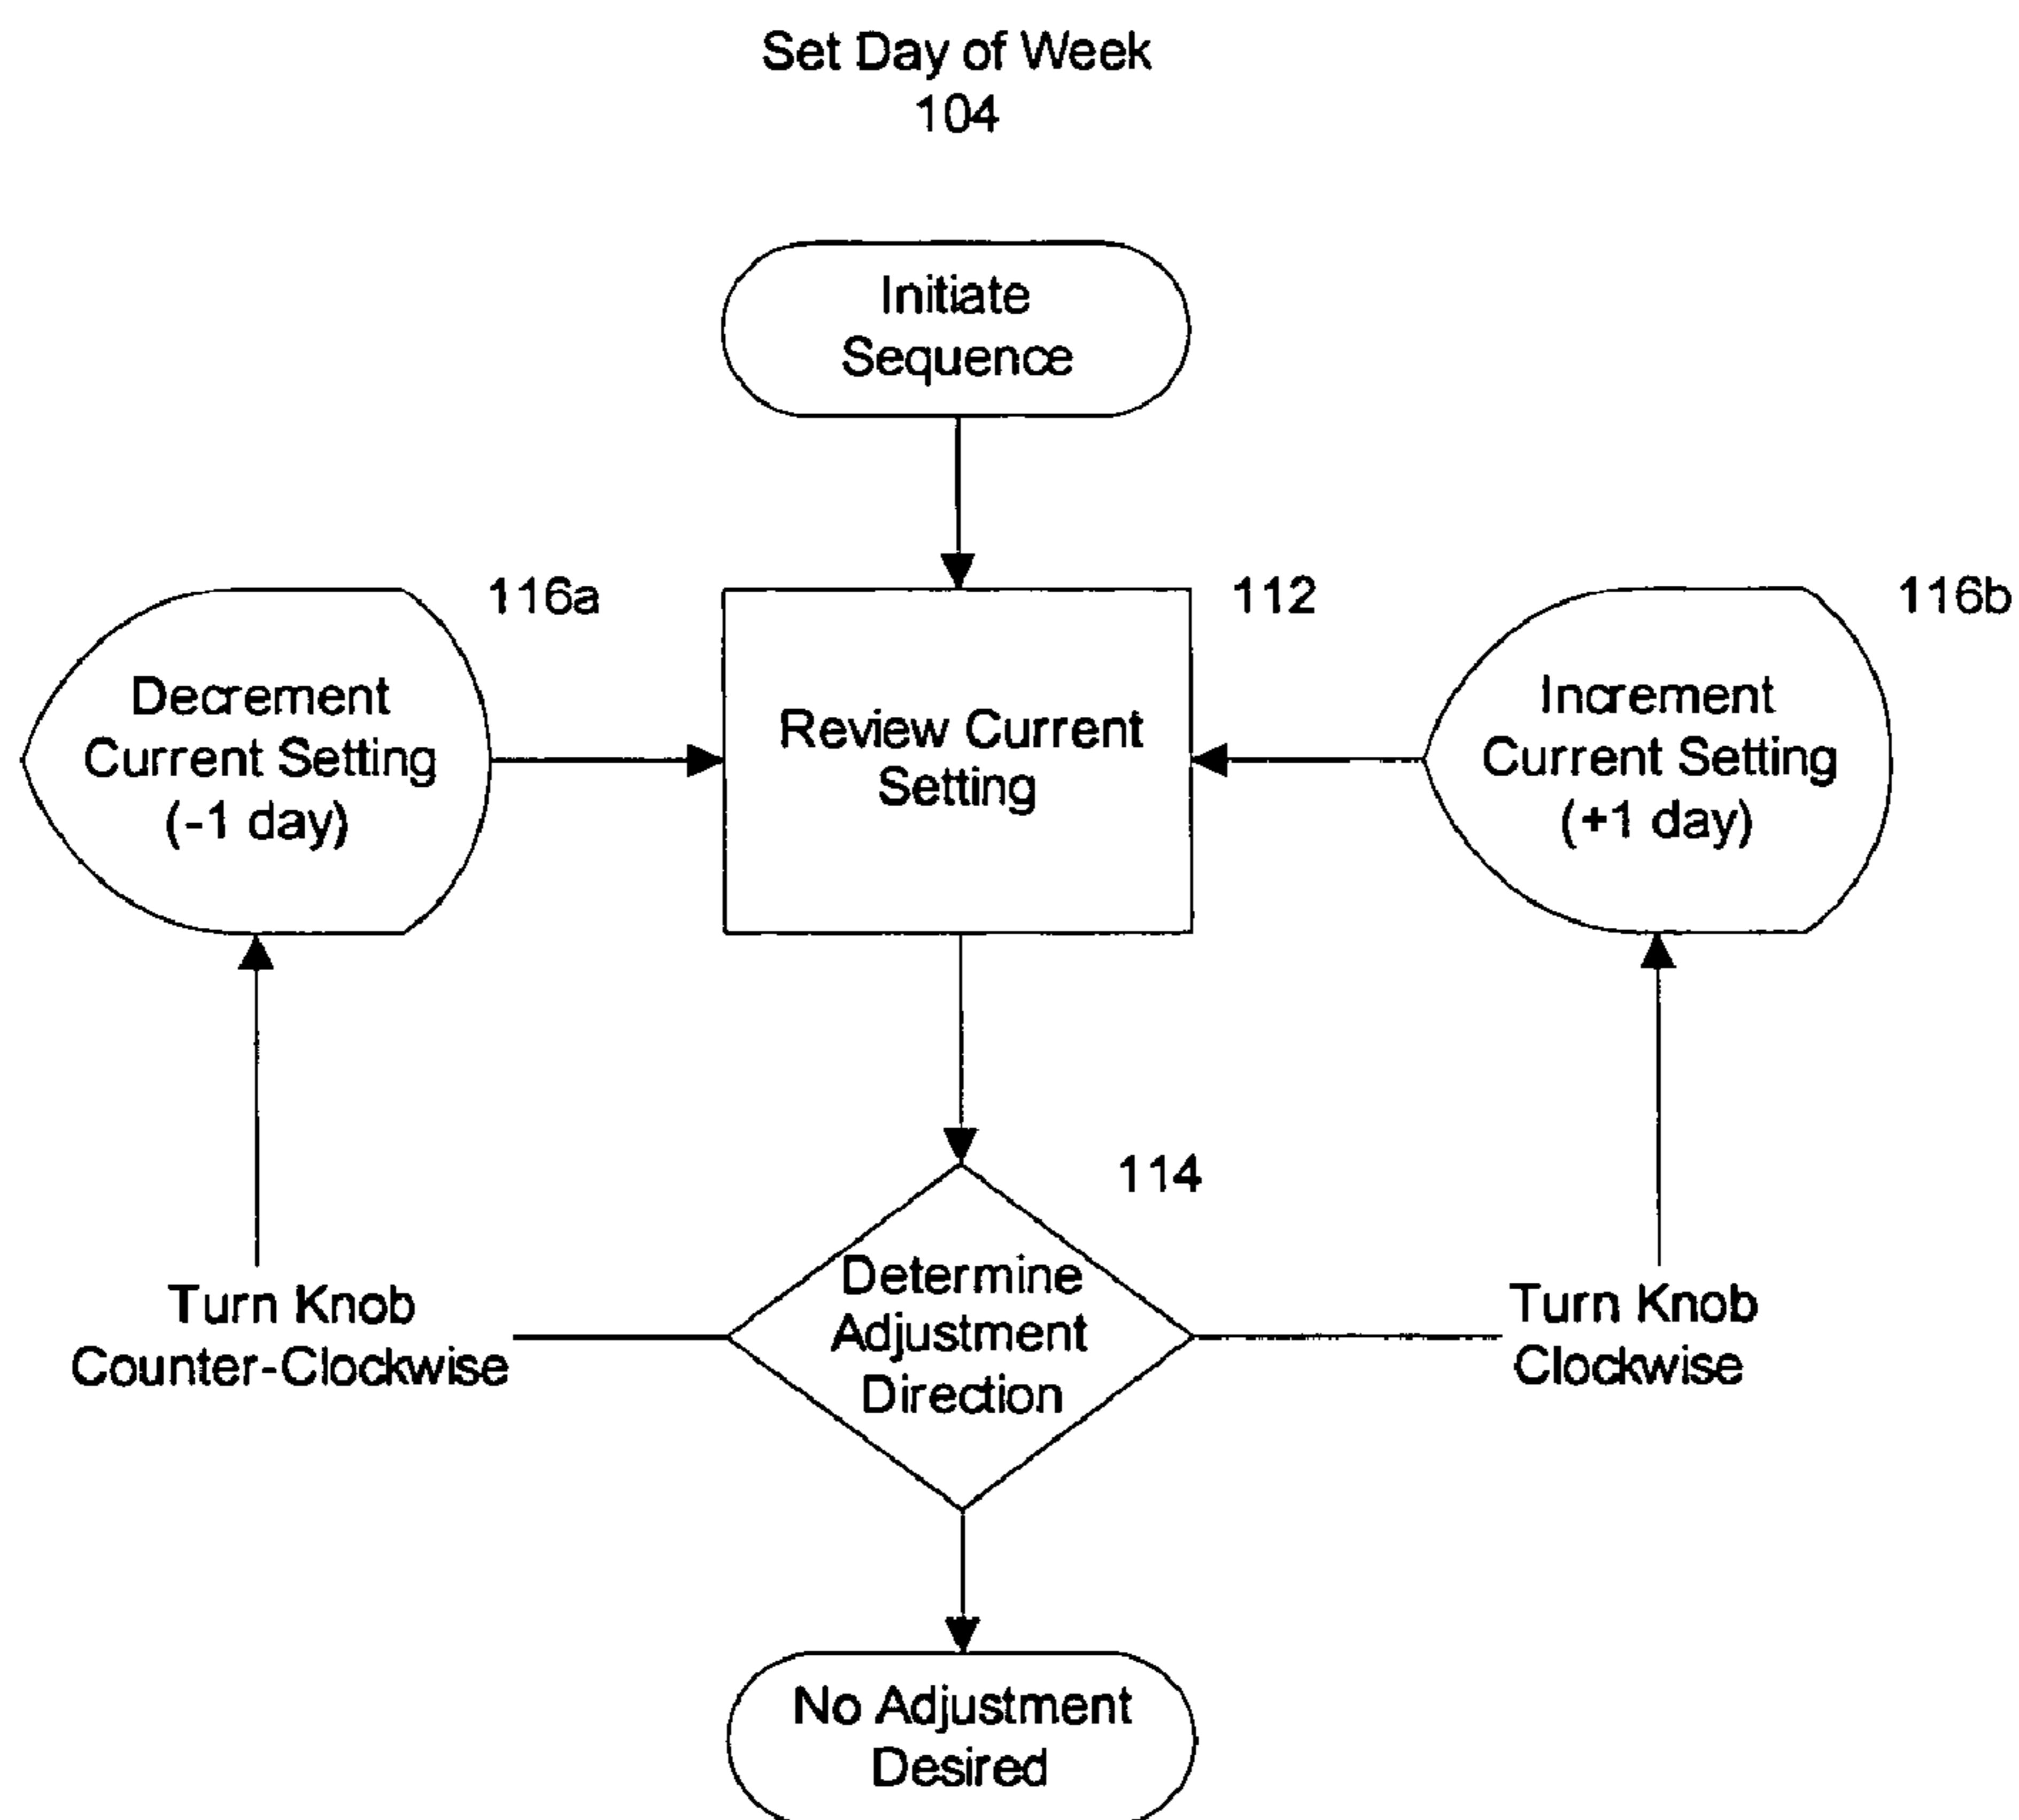 Set Day of Week
104
Initiate
Sequence
116a
112
116b
Decrement
Current Setting
(-1 day)
Review Current
Setting
Increment
Current Setting
(+1 day)
114
Determine
Adjustment
Direction
Turn Knob
Counter-Clockwise
Turn Knob
Clockwise
No Adjustment
Desired